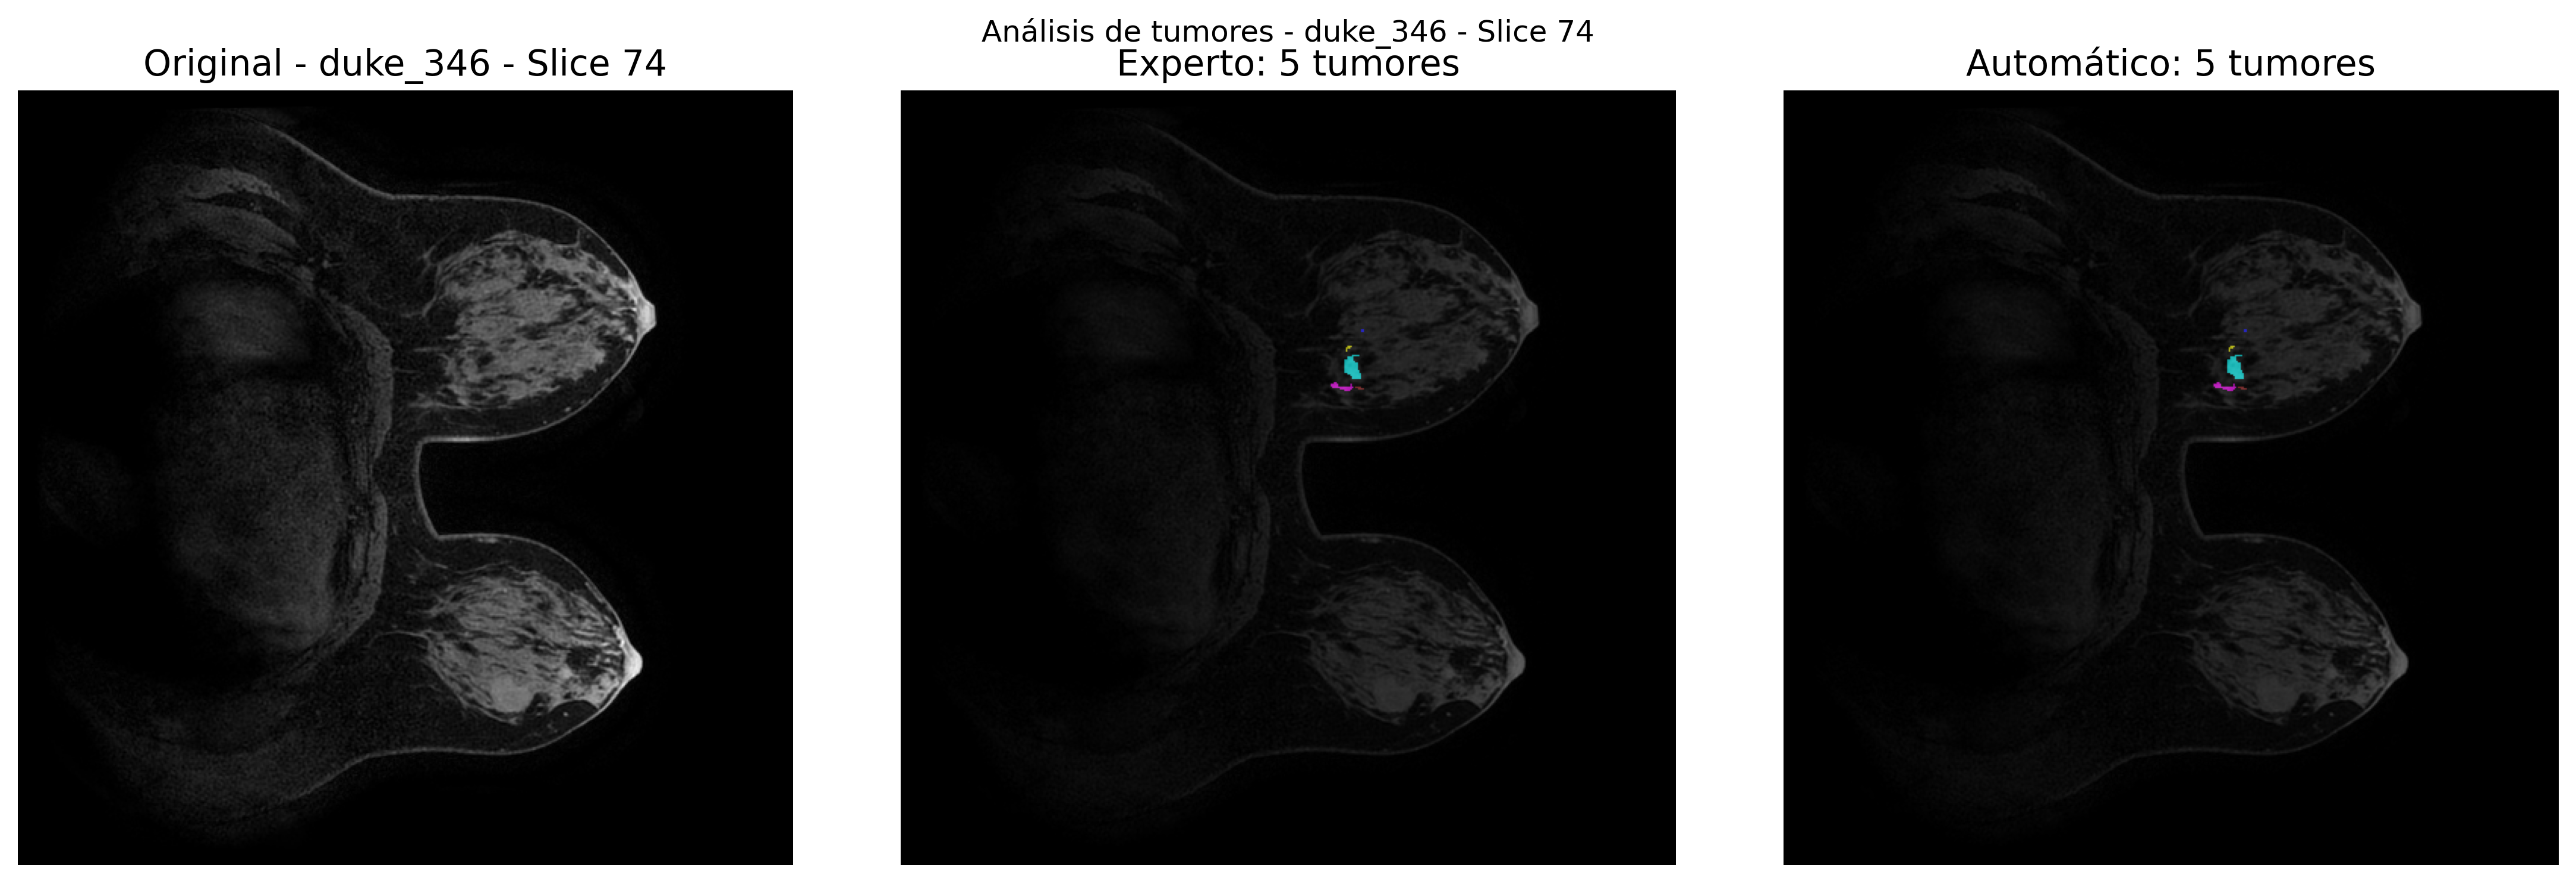 Análisis de tumores - duke_346 - Slice 74
Original - duke_346 - Slice 74
Experto: 5 tumores
Automático: 5 tumores